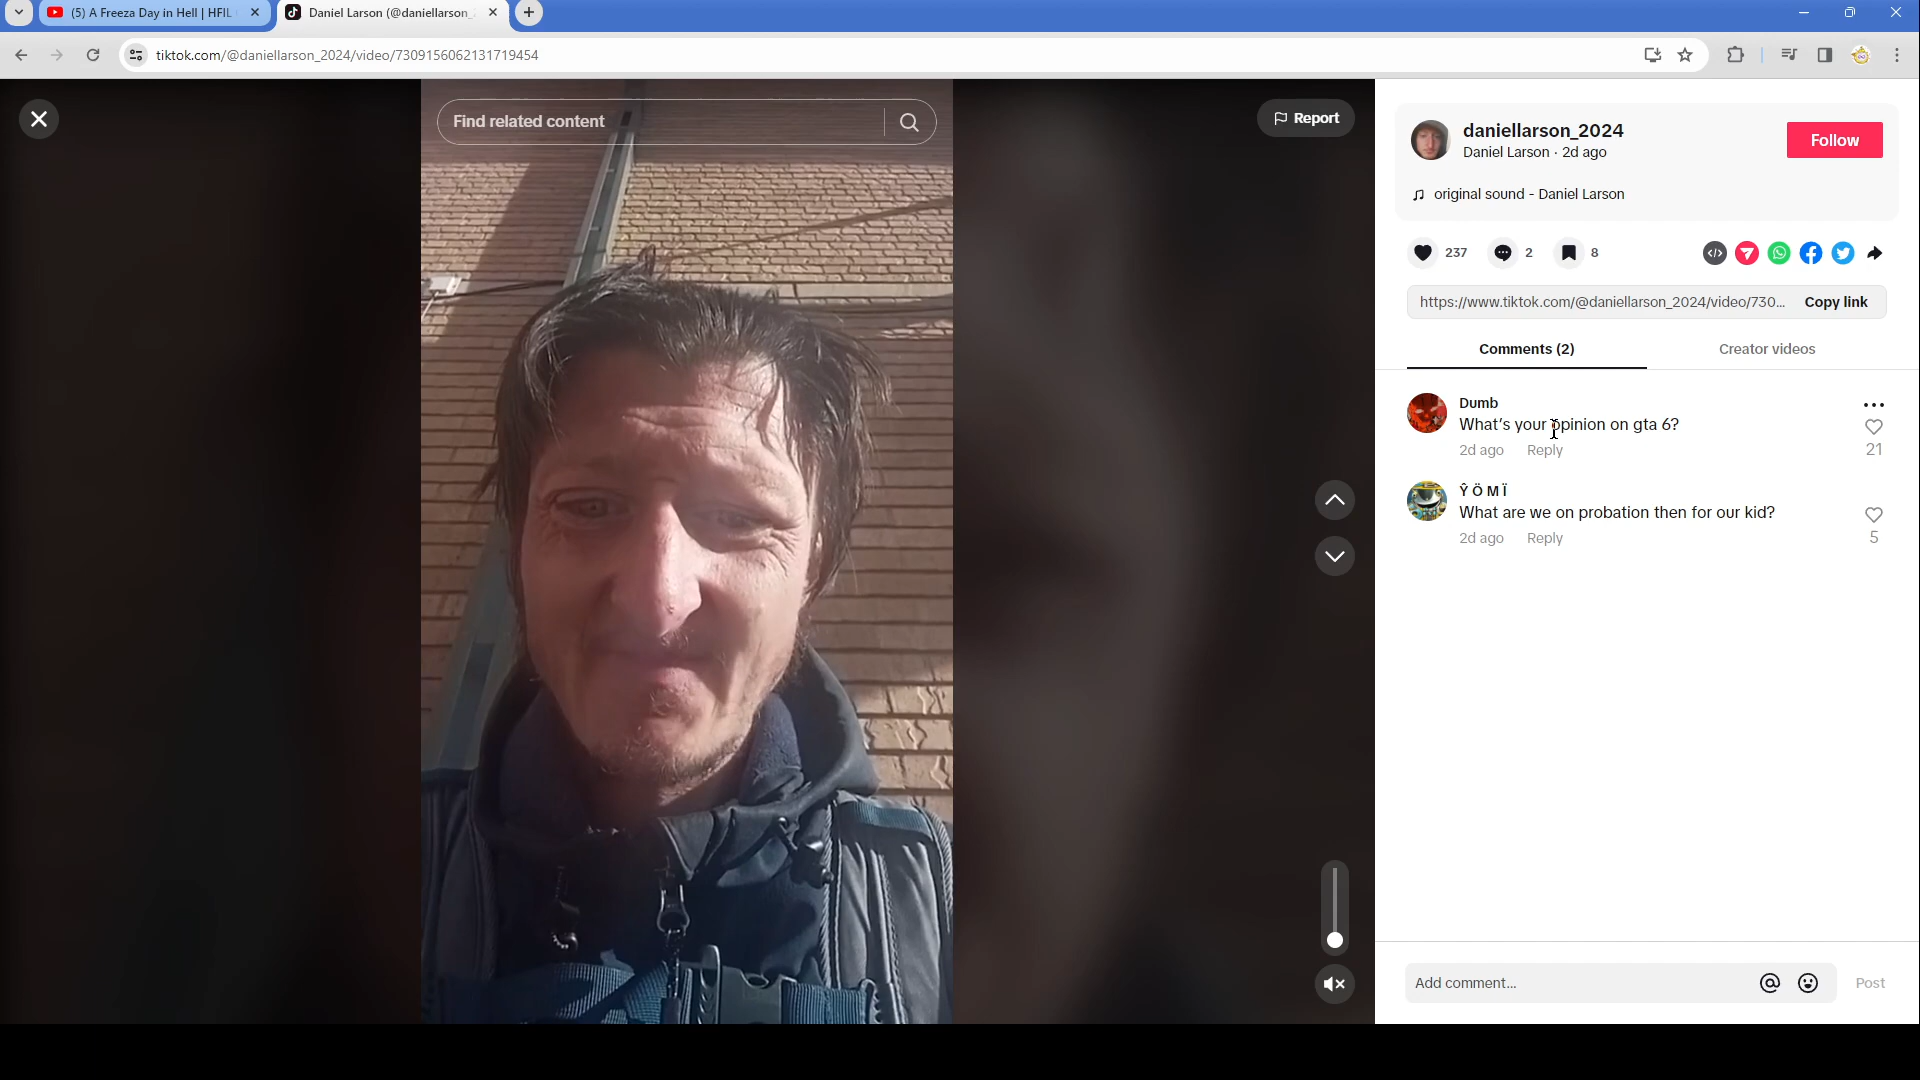 (5) A Freeza Day in Hell | HFIL
Daniel Larson (@daniellarson_
tiktok.com/@daniellarson_2024/video/7309156062131719454
Find related content
Report
daniellarson_2024
Daniel Larson · 2d ago
Follow
original sound - Daniel Larson
237
2
8
https://www.tiktok.com/@daniellarson_2024/video/730...
Copy link
Comments (2)
Creator videos
Dumb
What's your opinion on gta 6?
2d ago
Reply
21
Ŷ Ö M Ï
What are we on probation then for our kid?
2d ago
Reply
5
Add comment...
Post